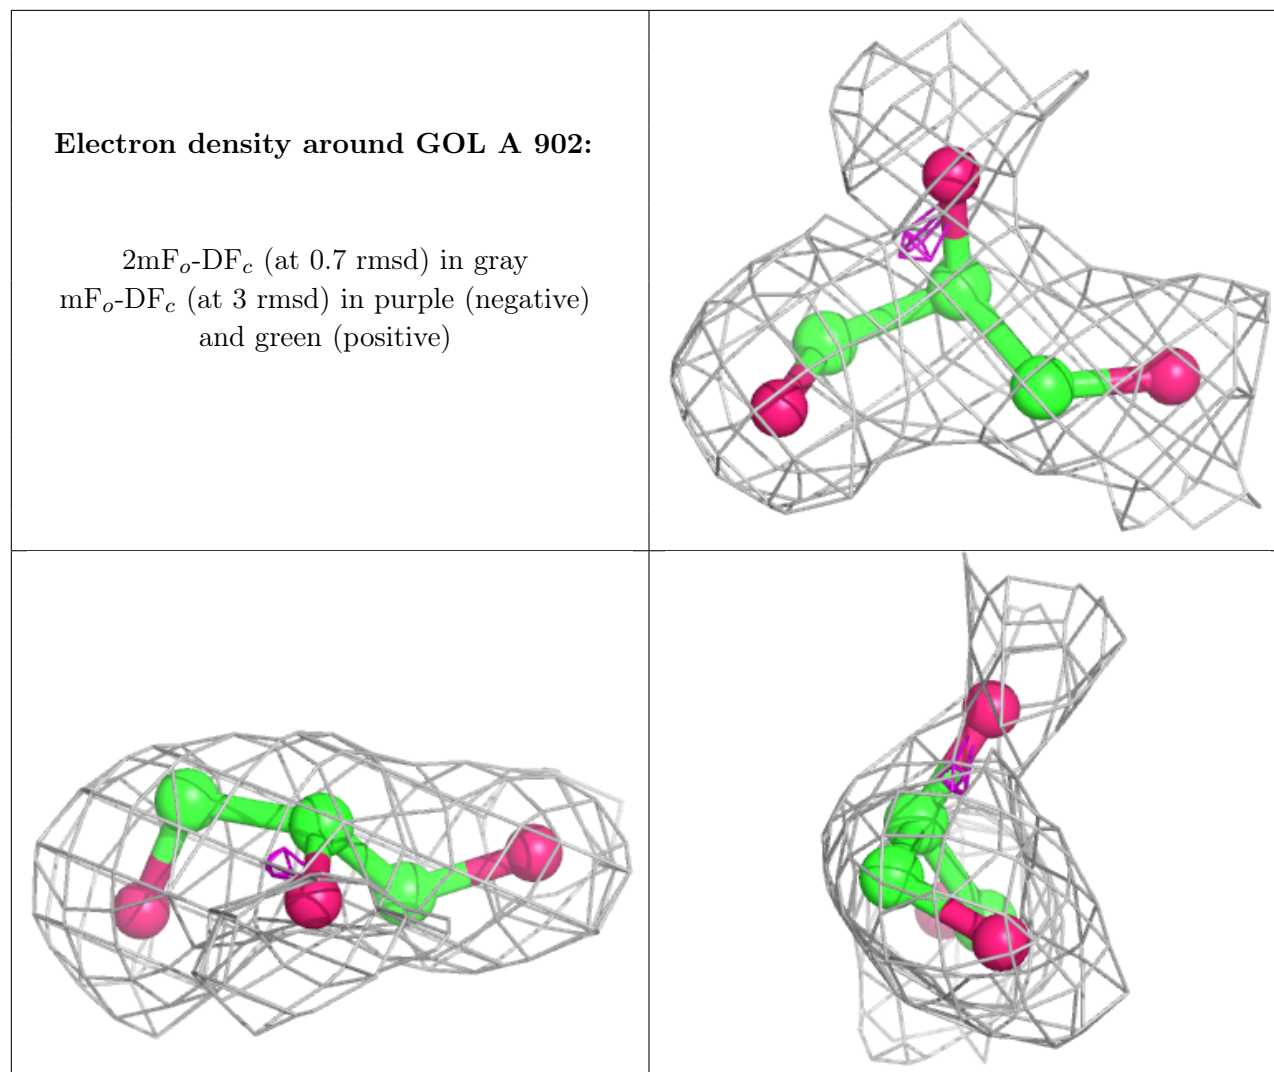 Electron density around GOL A 902:
2mFo-DFc (at 0.7 rmsd) in gray
mFo-DFc (at 3 rmsd) in purple (negative)
and green (positive)